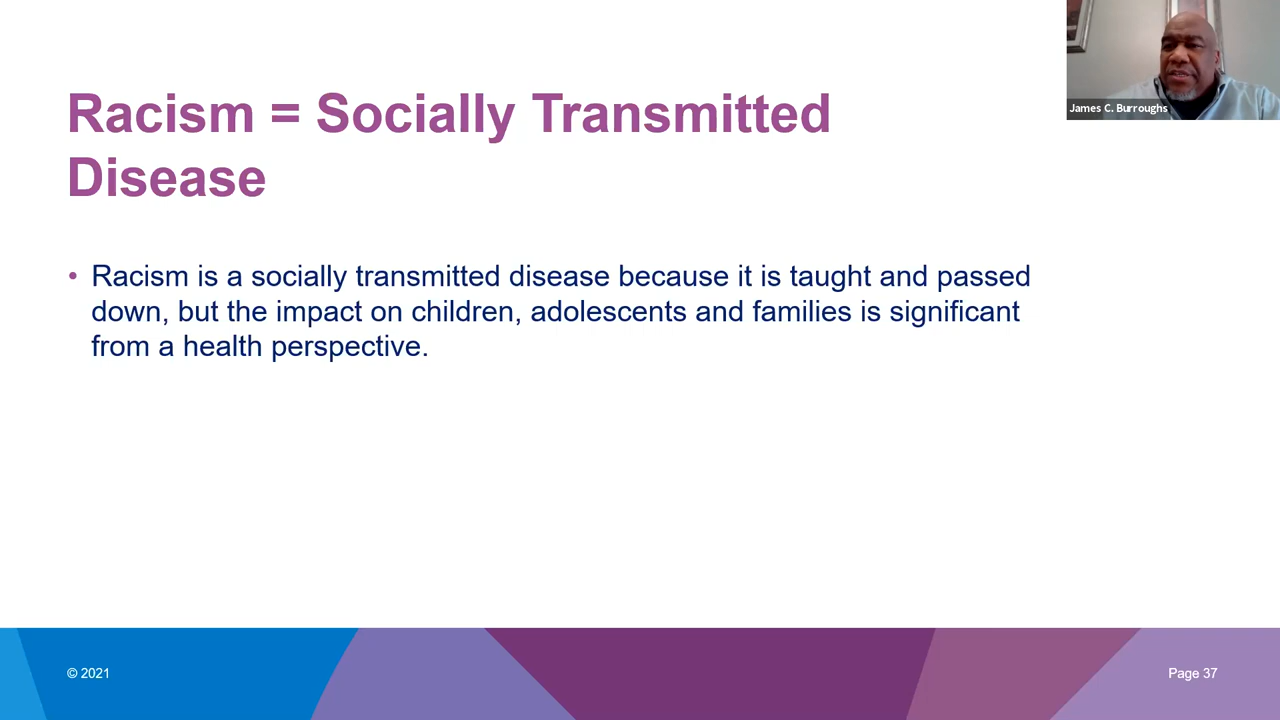 James C. Burroughs
Racism = Socially Transmitted
Disease
• Racism is a socially transmitted disease because it is taught and passed
down, but the impact on children, adolescents and families is significant
from a health perspective.
© 2021
Page 37